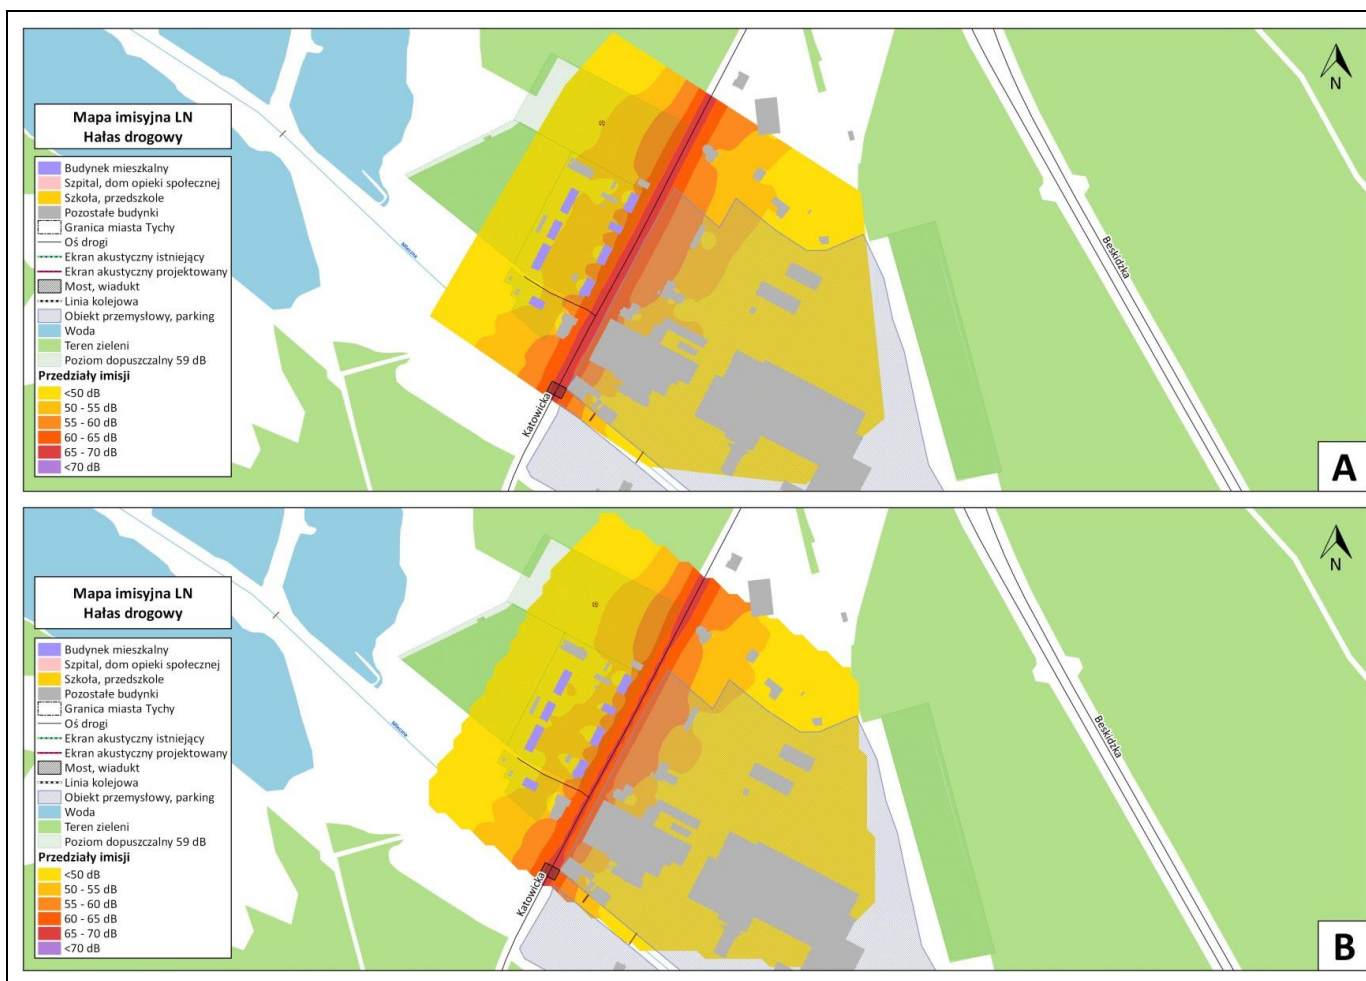 Mapa imisyjna LN
Hałas drogowy
Budynek mieszkalny
Szpital, dom opieki społecznej
Szkoła, przedszkole
Pozostałe budynki
Granica miasta Tychy
Oś drogi
Ekran akustyczny istniejący
Ekran akustyczny projektowany
Most, wiadukt
Linia kolejowa
Obiekt przemysłowy, parking
Woda
Teren zieleni
Poziom dopuszczalny 59 dB
Przedziały imisji
<50 dB
50 - 55 dB
55 - 60 dB
60 - 65 dB
65 - 70 dB
<70 dB
Mleczna
Katowicka
Beskidzka
N
A
Mapa imisyjna LN
Hałas drogowy
Budynek mieszkalny
Szpital, dom opieki społecznej
Szkoła, przedszkole
Pozostałe budynki
Granica miasta Tychy
Oś drogi
Ekran akustyczny istniejący
Ekran akustyczny projektowany
Most, wiadukt
Linia kolejowa
Obiekt przemysłowy, parking
Woda
Teren zieleni
Poziom dopuszczalny 59 dB
Przedziały imisji
<50 dB
50 - 55 dB
55 - 60 dB
60 - 65 dB
65 - 70 dB
<70 dB
Mleczna
Katowicka
Beskidzka
N
B